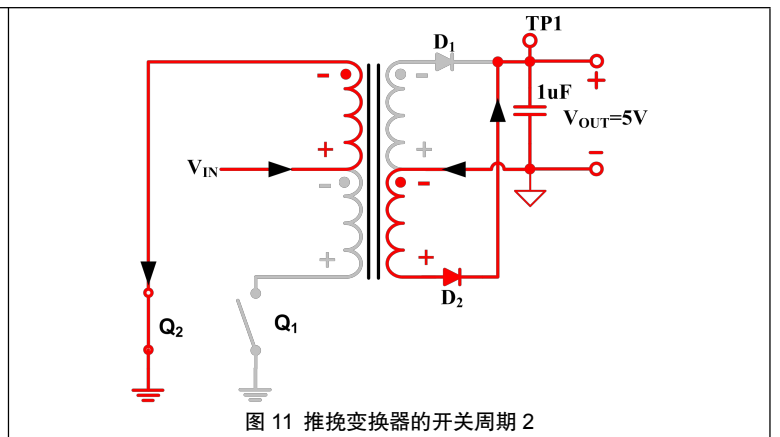 TP1
D1
- -
1uF
+
VOUT=5V
+ +
VIN
- - -
+ +
D2
Q2
Q1
图 11 推挽变换器的开关周期 2